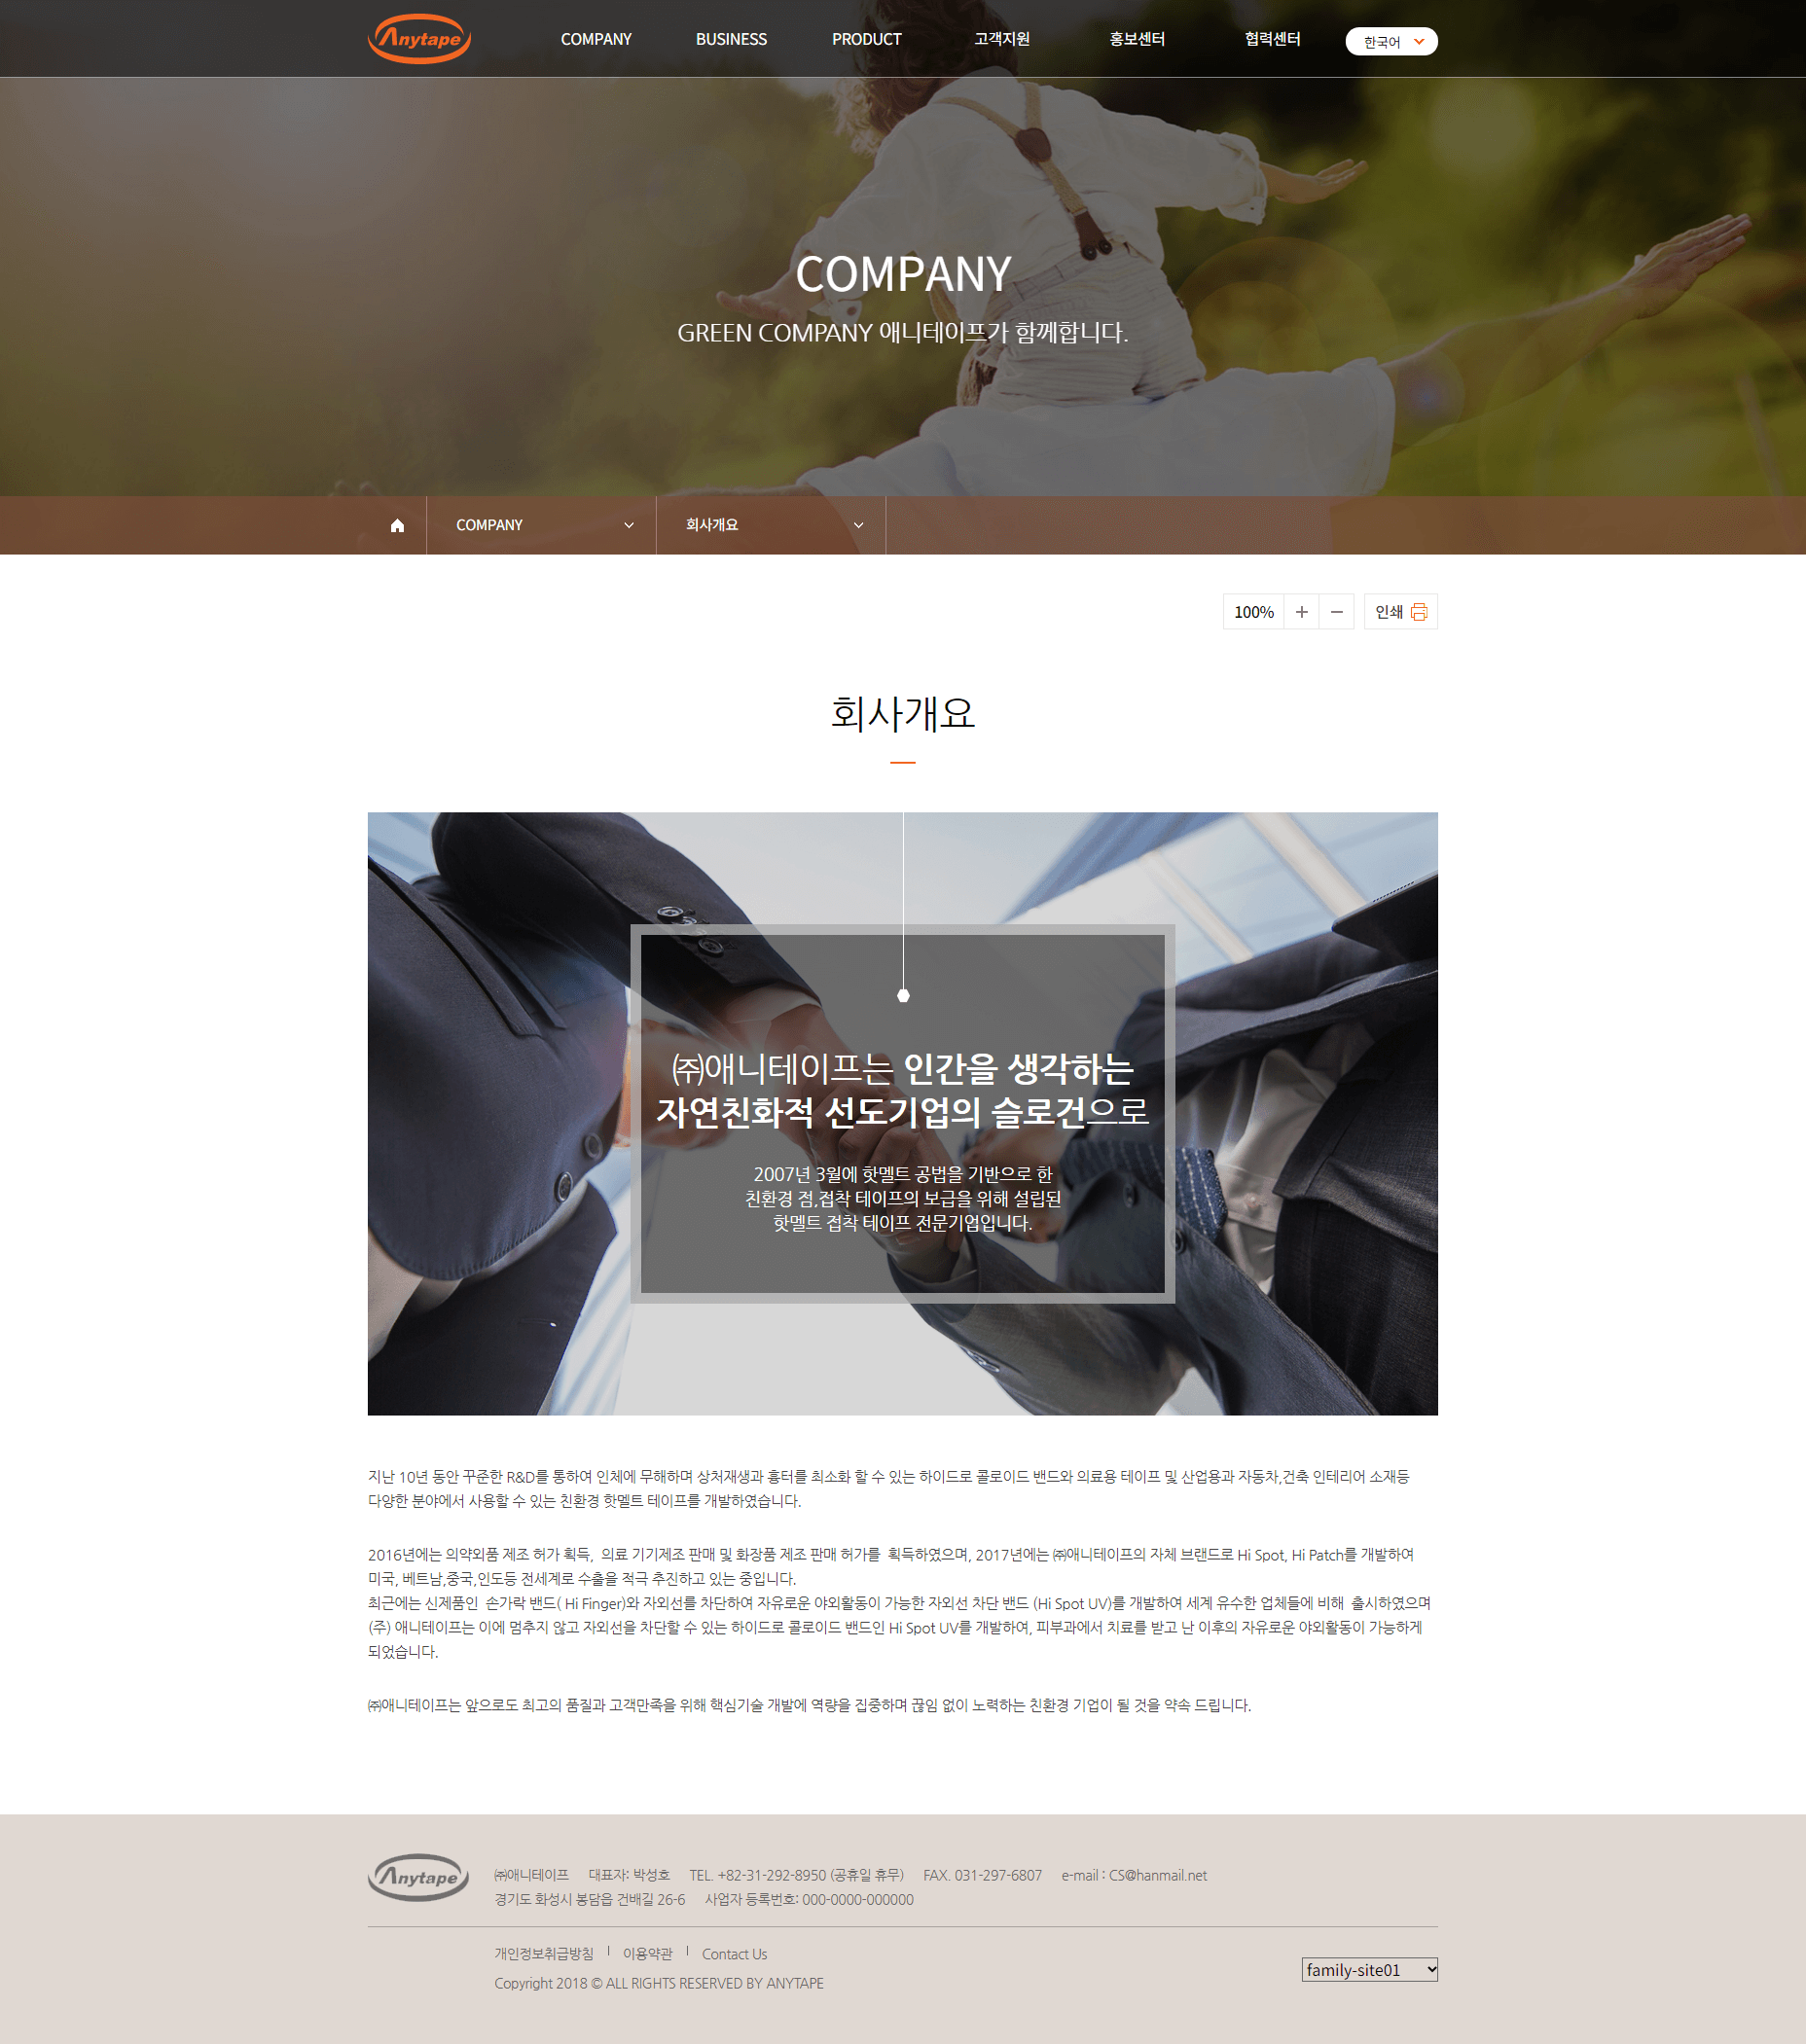 Anytape
COMPANY
BUSINESS
PRODUCT
고객지원
홍보센터
협력센터
한국어
COMPANY
GREEN COMPANY 애니테이프가 함께합니다.
COMPANY
회사개요
100%
인쇄
회사개요
㈜애니테이프는 인간을 생각하는
자연친화적 선도기업의 슬로건으로
2007년 3월에 핫멜트 공법을 기반으로 한
친환경 점,접착 테이프의 보급을 위해 설립된
핫멜트 접착 테이프 전문기업입니다.
지난 10년 동안 꾸준한 R&D를 통하여 인체에 무해하며 상처재생과 흉터를 최소화 할 수 있는 하이드로 콜로이드 밴드와 의료용 테이프 및 산업용과 자동차,건축 인테리어 소재등
다양한 분야에서 사용할 수 있는 친환경 핫멜트 테이프를 개발하였습니다.
2016년에는 의약외품 제조 허가 획득, 의료 기기제조 판매 및 화장품 제조 판매 허가를 획득하였으며, 2017년에는 ㈜애니테이프의 자체 브랜드로 Hi Spot, Hi Patch를 개발하여
미국, 베트남,중국,인도등 전세계로 수출을 적극 추진하고 있는 중입니다.
최근에는 신제품인 손가락 밴드( Hi Finger)와 자외선를 차단하여 자유로운 야외활동이 가능한 자외선 차단 밴드 (Hi Spot UV)를 개발하여 세계 유수한 업체들에 비해 출시하였으며
(주) 애니테이프는 이에 멈추지 않고 자외선을 차단할 수 있는 하이드로 콜로이드 밴드인 Hi Spot UV를 개발하여, 피부과에서 치료를 받고 난 이후의 자유로운 야외활동이 가능하게
되었습니다.
㈜애니테이프는 앞으로도 최고의 품질과 고객만족을 위해 핵심기술 개발에 역량을 집중하며 끊임 없이 노력하는 친환경 기업이 될 것을 약속 드립니다.
Anytape
㈜애니테이프 대표자: 박성호 TEL. +82-31-292-8950 (공휴일 휴무) FAX. 031-297-6807 e-mail : CS@hanmail.net
경기도 화성시 봉담읍 건배길 26-6 사업자 등록번호: 000-0000-000000
개인정보취급방침 이용약관 Contact Us
Copyright 2018 © ALL RIGHTS RESERVED BY ANYTAPE
family-site01